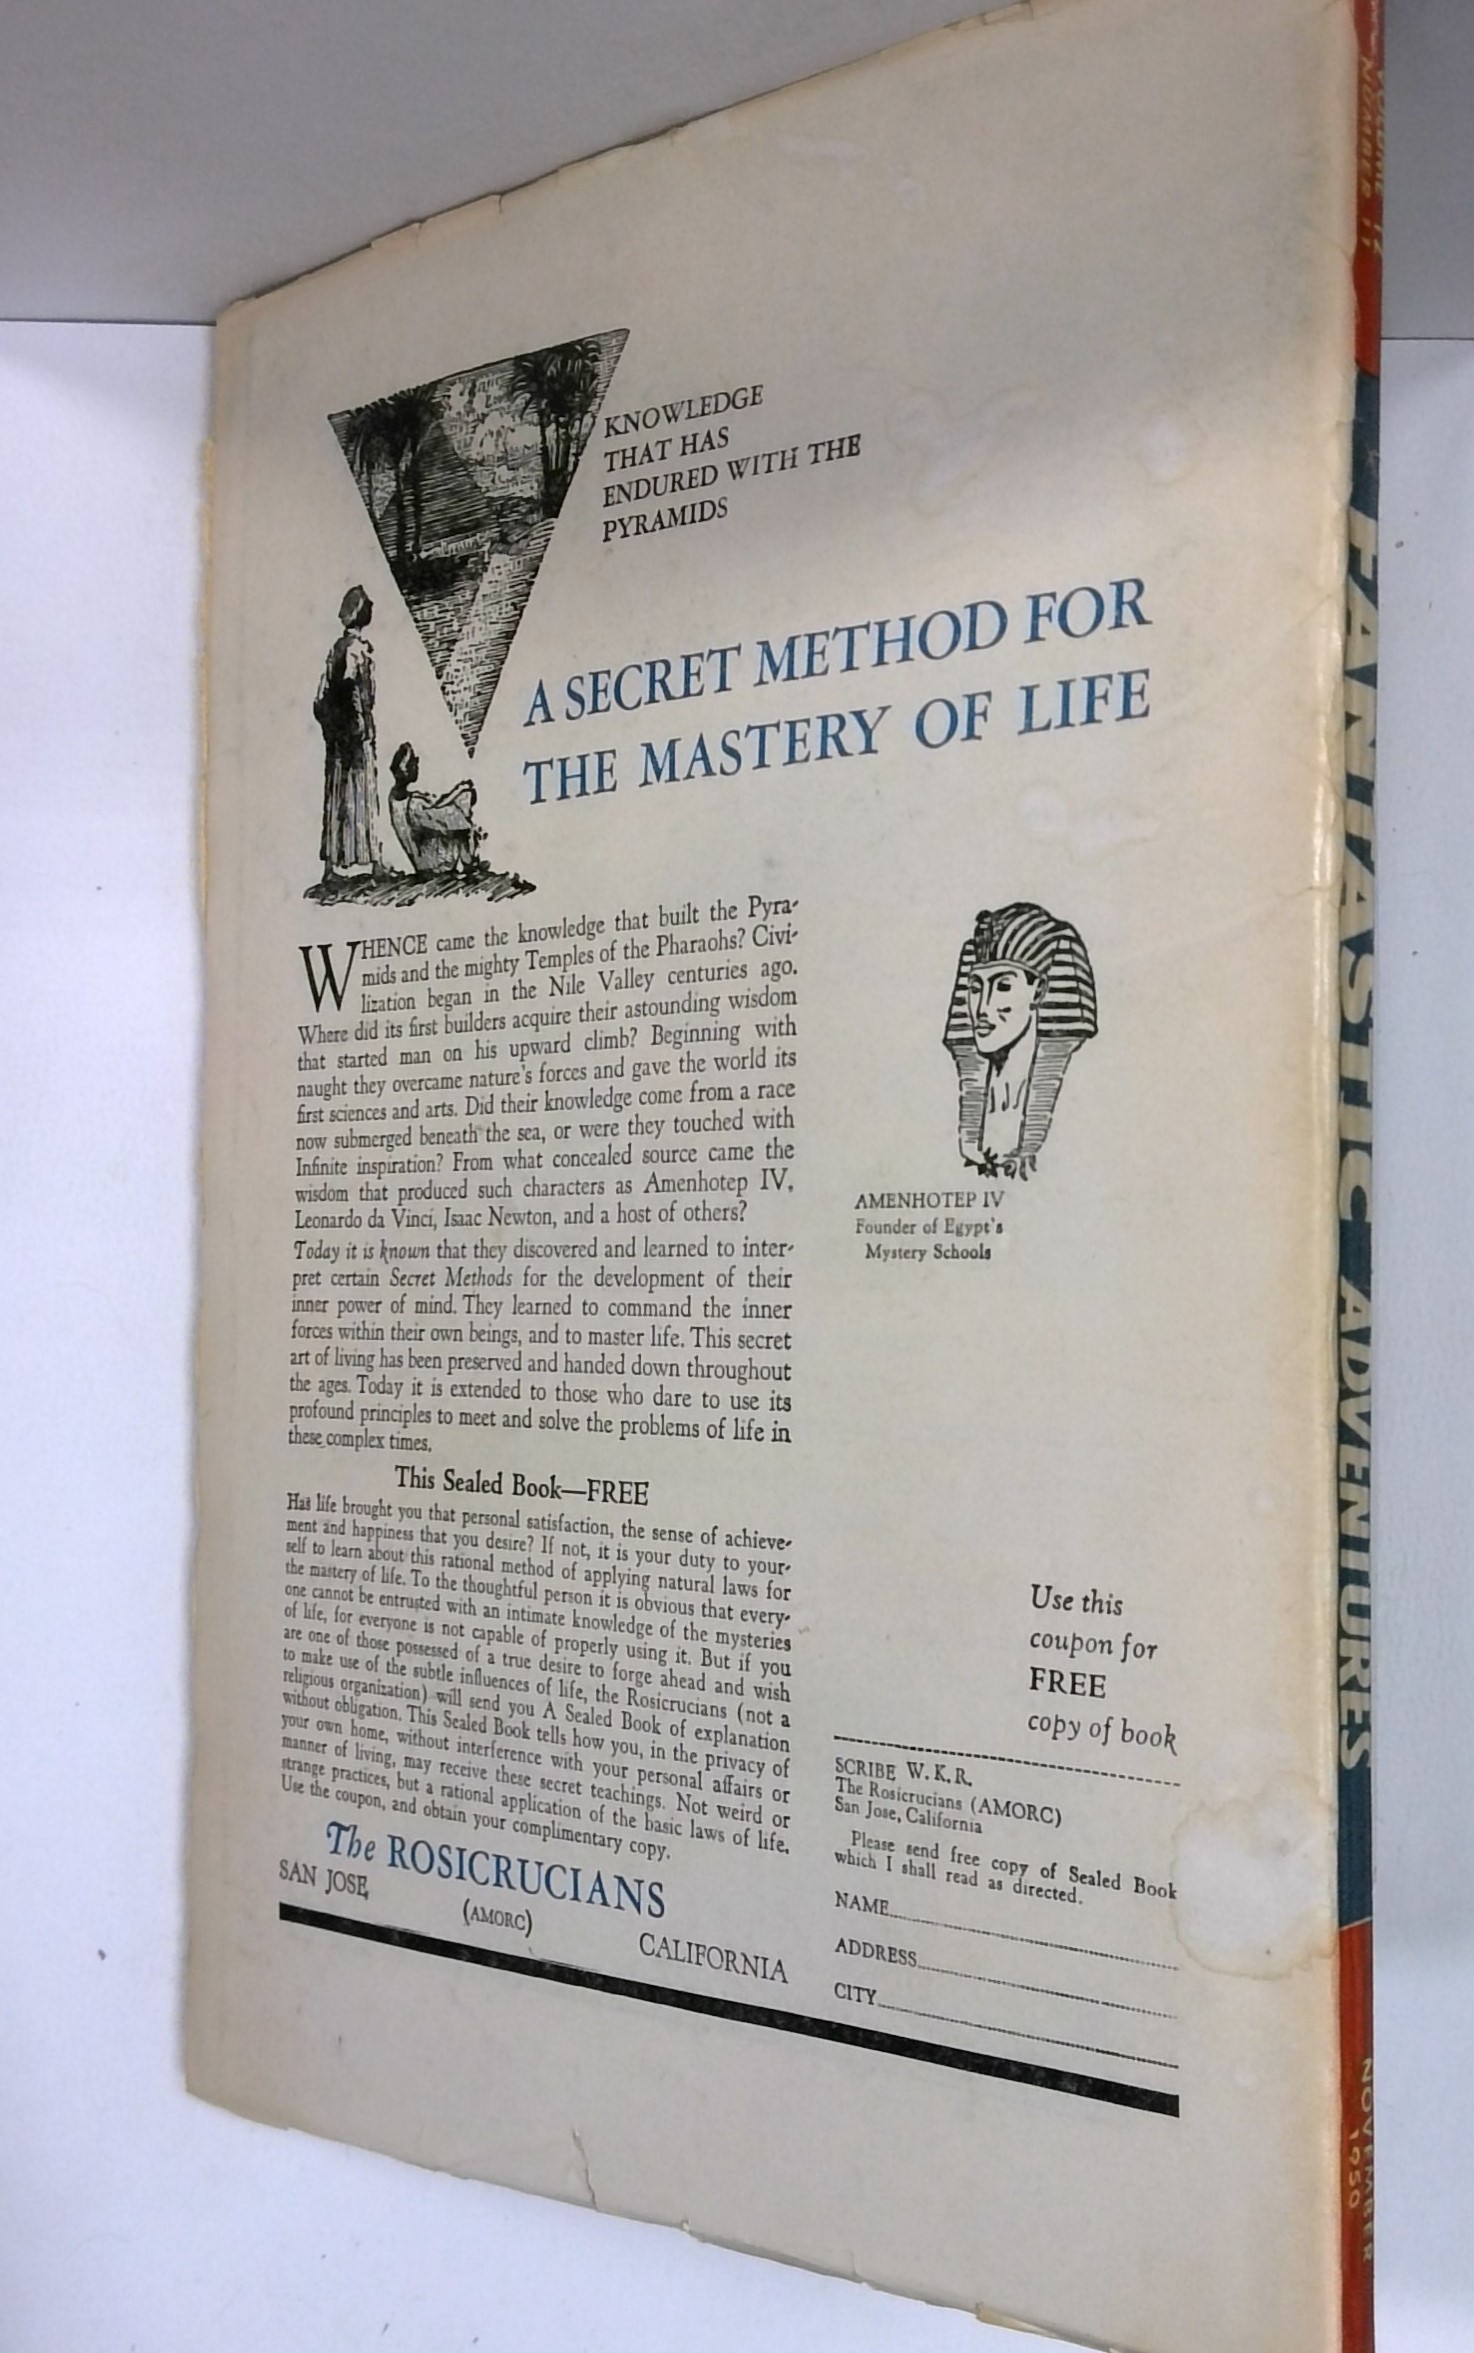 KNOWLEDGE
THAT HAS
ENDURED WITH THE
PYRAMIDS
A SECRET METHOD FOR
THE MASTERY OF LIFE
WHENCE came the knowledge that built the Pyra-
mids and the mighty Temples of the Pharaohs? Civi-
lization began in the Nile Valley centuries ago.
Where did its first builders acquire their astounding wisdom
that started man on his upward climb? Beginning with
naught they overcame nature's forces and gave the world its
first sciences and arts. Did their knowledge come from a race
now submerged beneath the sea, or were they touched with
Infinite inspiration? From what concealed source came the
wisdom that produced such characters as Amenhotep IV,
Leonardo da Vinci, Isaac Newton, and a host of others?
Today it is known that they discovered and learned to inter-
pret certain Secret Methods for the development of their
inner power of mind. They learned to command the inner
forces within their own beings, and to master life. This secret
art of living has been preserved and handed down throughout
the ages. Today it is extended to those who dare to use its
profound principles to meet and solve the problems of life in
these complex times.
This Sealed Book—FREE
Has life brought you that personal satisfaction, the sense of achieve-
ment and happiness that you desire? If not, it is your duty to your-
self to learn about this rational method of applying natural laws for
the mastery of life. To the thoughtful person it is obvious that every-
one cannot be entrusted with an intimate knowledge of the mysteries
of life, for everyone is not capable of properly using it. But if you
are one of those possessed of a true desire to forge ahead and wish
to make use of the subtle influences of life, the Rosicrucians (not a
religious organization) will send you A Sealed Book of explanation
without obligation. This Sealed Book tells how you, in the privacy of
your own home, without interference with your personal affairs or
manner of living, may receive these secret teachings. Not weird or
strange practices, but a rational application of the basic laws of life.
Use the coupon, and obtain your complimentary copy.
The ROSICRUCIANS
SAN JOSE, (AMORC) CALIFORNIA
AMENHOTEP IV
Founder of Egypt's
Mystery Schools
Use this
coupon for
FREE
copy of book
SCRIBE W. K. R.
The Rosicrucians (AMORC)
San Jose, California
Please send free copy of Sealed Book
which I shall read as directed.
NAME
ADDRESS
CITY
VOLUME 12
NUMBER 11
FANTASTIC ADVENTURES
NOVEMBER
1950